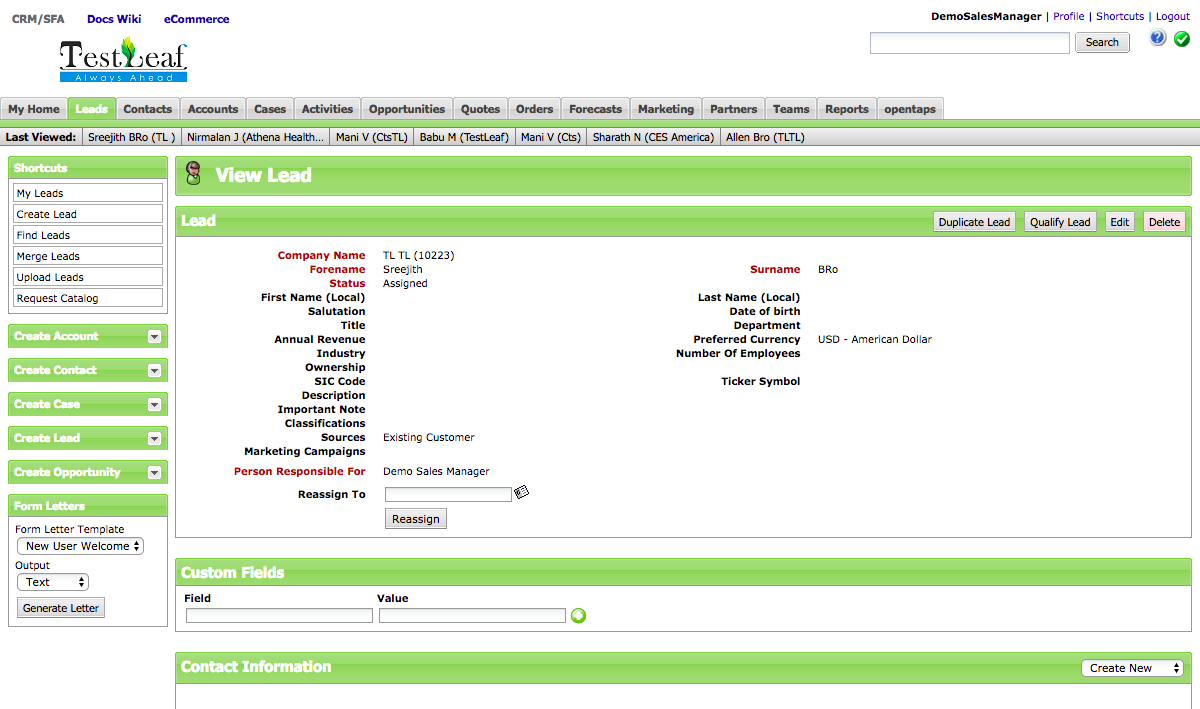 CRM/SFA Docs Wiki eCommerce
DemoSalesManager | Profile | Shortcuts | Logout
TestLeaf
Always Ahead
Search
?
My Home Leads Contacts Accounts Cases Activities Opportunities Quotes Orders Forecasts Marketing Partners Teams Reports opentaps
Last Viewed: Sreejith BRo (TL ) Nirmalan J (Athena Health... Mani V (CtsTL) Babu M (TestLeaf) Mani V (Cts) Sharath N (CES America) Allen Bro (TLTL)
Shortcuts
My Leads
Create Lead
Find Leads
Merge Leads
Upload Leads
Request Catalog
Create Account
Create Contact
Create Case
Create Lead
Create Opportunity
Form Letters
Form Letter Template
New User Welcome
Output
Text
Generate Letter
View Lead
Lead
Duplicate Lead Qualify Lead Edit Delete
Company Name TL TL (10223)
Forename Sreejith Surname BRo
Status Assigned
First Name (Local) Last Name (Local)
Salutation Date of birth
Title Department
Annual Revenue Preferred Currency USD - American Dollar
Industry Number Of Employees
Ownership
SIC Code Ticker Symbol
Description
Important Note
Classifications
Sources Existing Customer
Marketing Campaigns
Person Responsible For Demo Sales Manager
Reassign To
Reassign
Custom Fields
Field Value
Contact Information
Create New